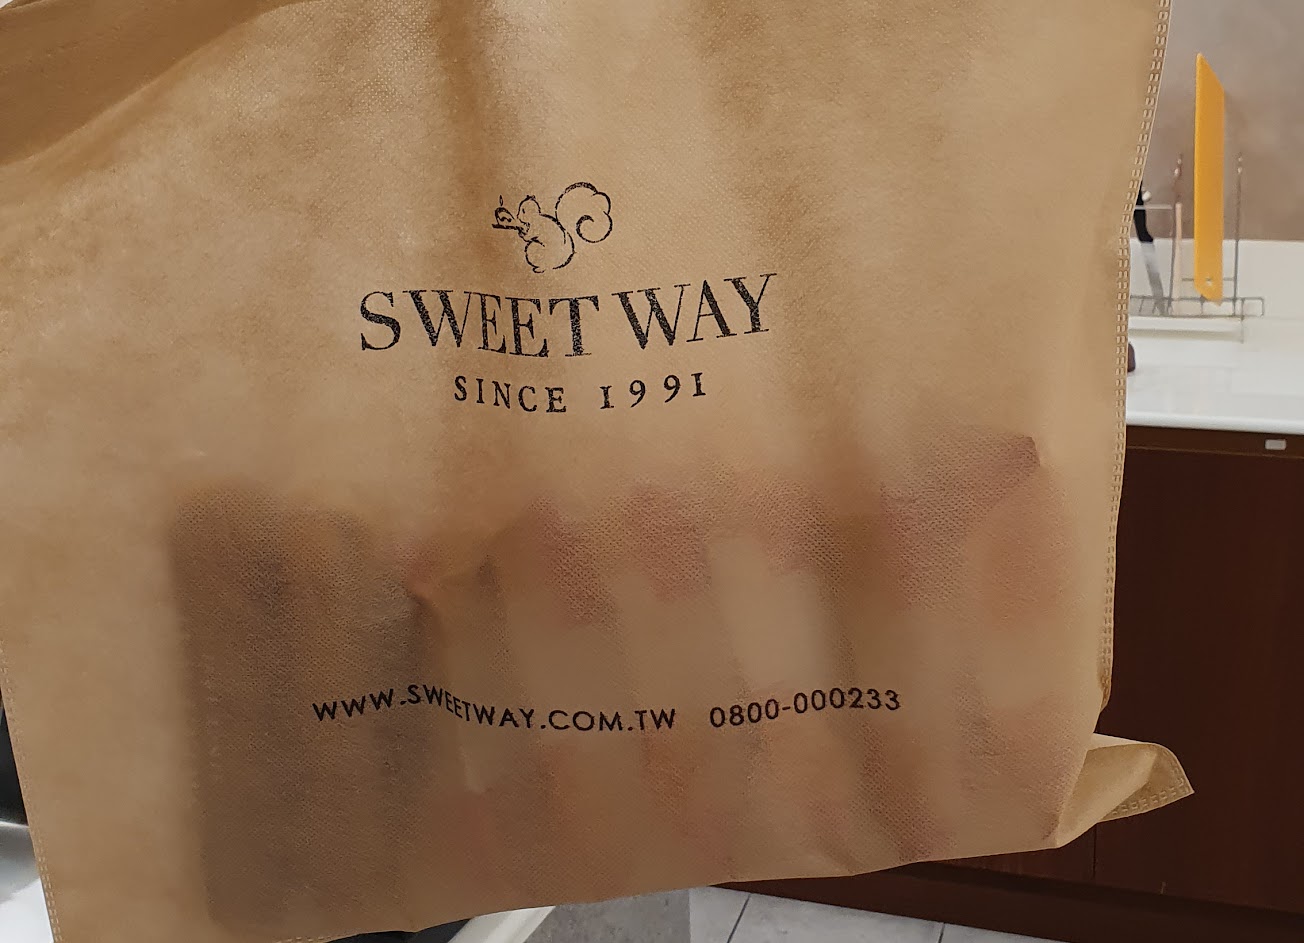 SWEET WAY
SINCE 1991
WWW.SWEETWAY.COM.TW 0800-000233